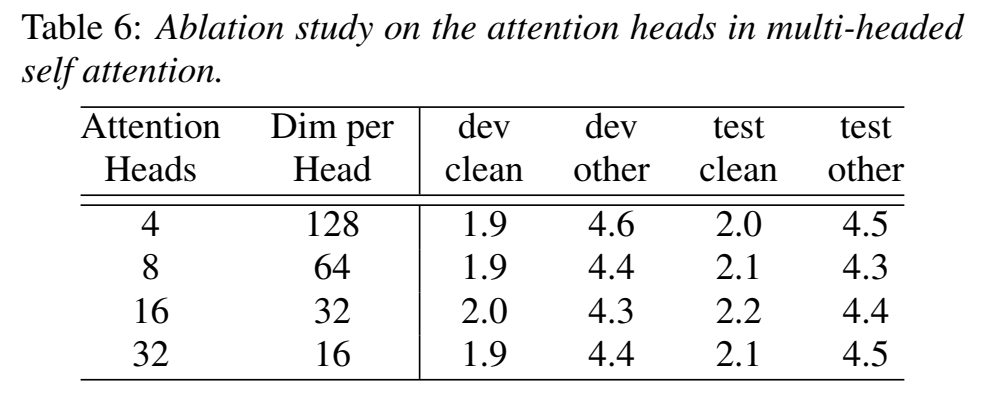 Table 6: Ablation study on the attention heads in multi-headed
self attention.
Attention Dim per dev dev test test
Heads Head clean other clean other
4 128 1.9 4.6 2.0 4.5
8 64 1.9 4.4 2.1 4.3
16 32 2.0 4.3 2.2 4.4
32 16 1.9 4.4 2.1 4.5